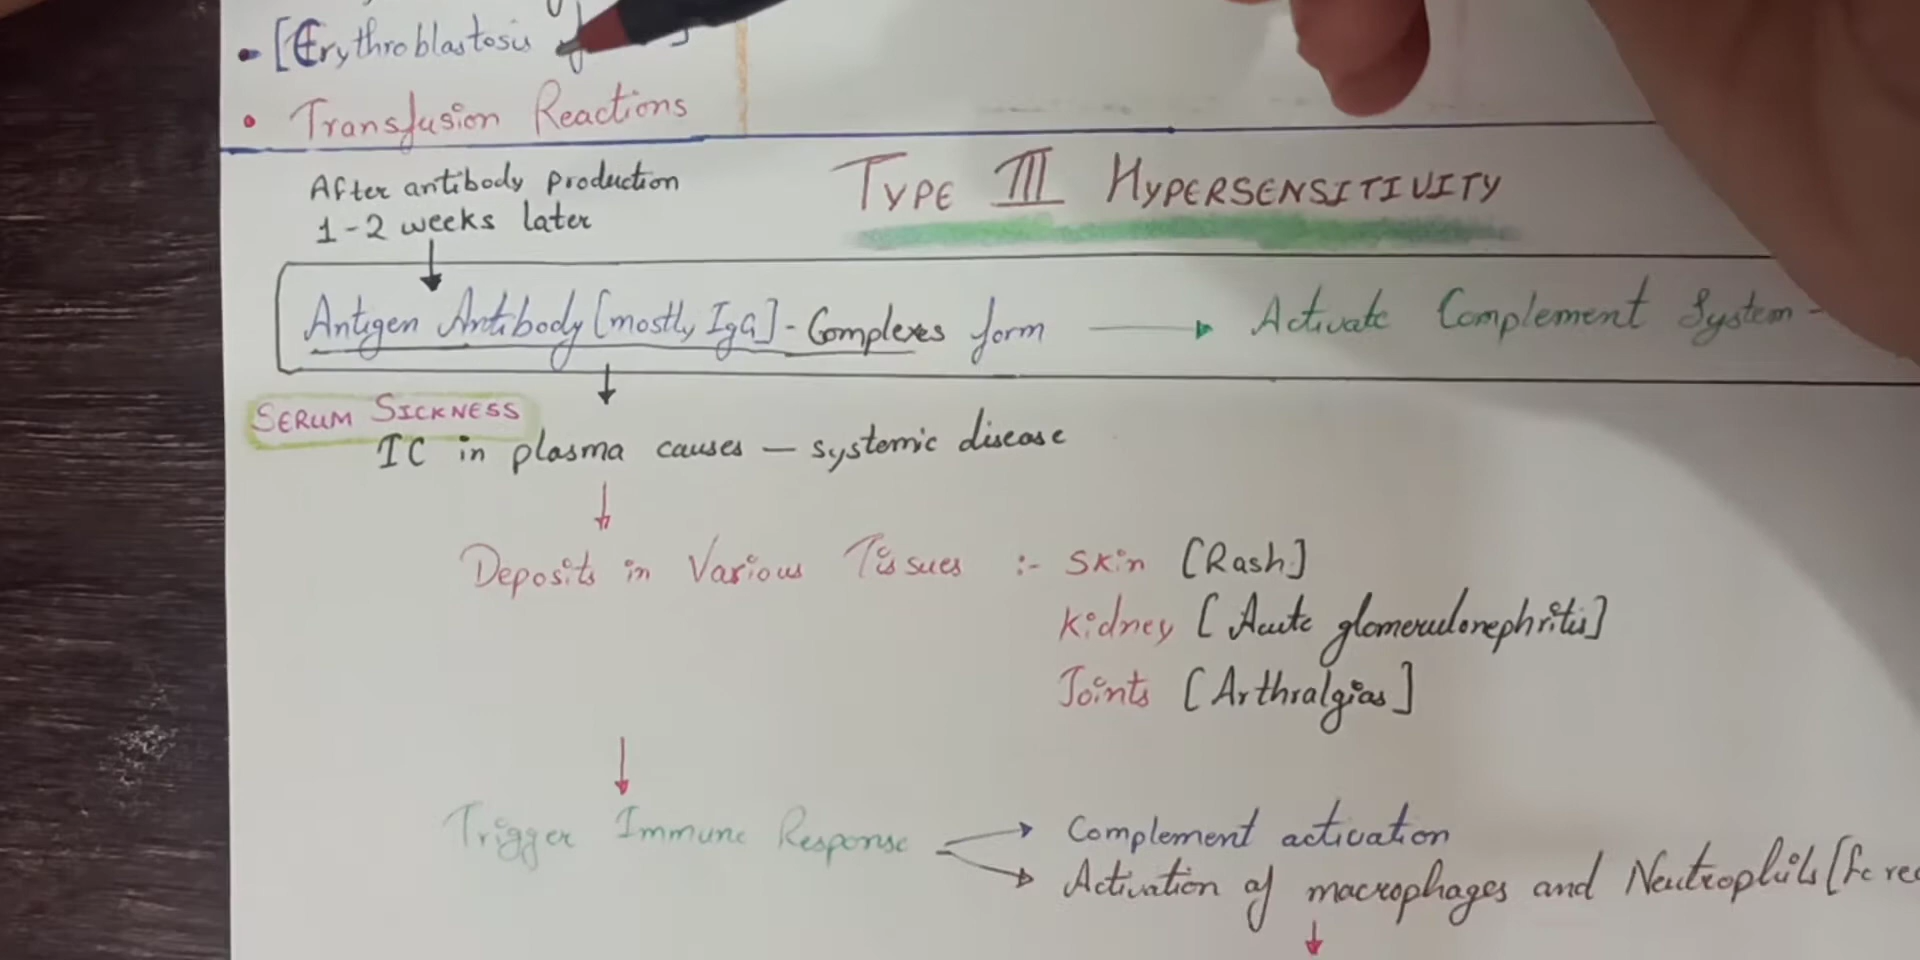 • [Erythroblastosis
• Transfusion Reactions
After antibody production
1-2 weeks later
TYPE III HYPERSENSITIVITY
Antigen Antibody [mostly IgG] - Complexes form → Activate Complement System -
SERUM SICKNESS
IC in plasma causes — systemic disease
Deposits in Various Tissues :- Skin [Rash]
Kidney [Acute glomerulonephritis]
Joints [Arthralgias]
Trigger Immune Response → Complement activation
→ Activation of macrophages and Neutrophils [Fc rec